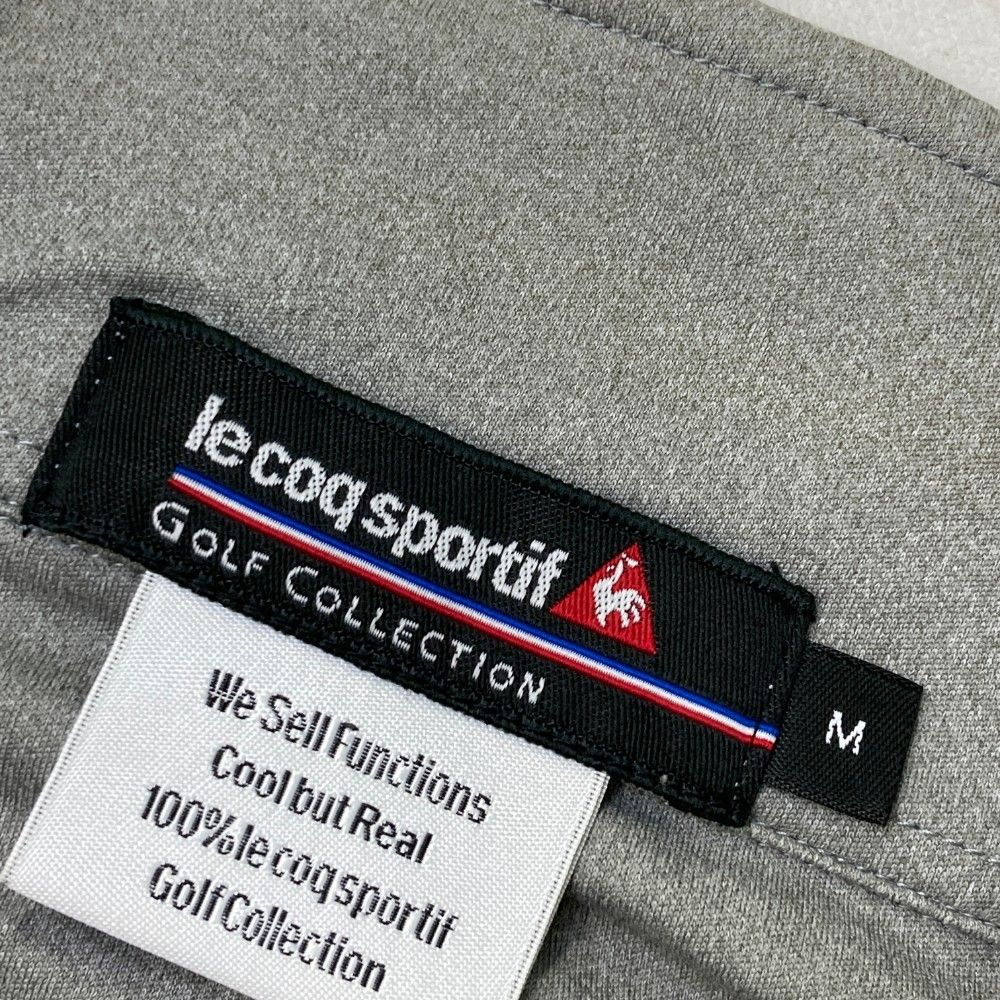 le coq sportif
GOLF COLLECTION
M
We Sell Functions
Cool but Real
100% le coq sportif
Golf Collection